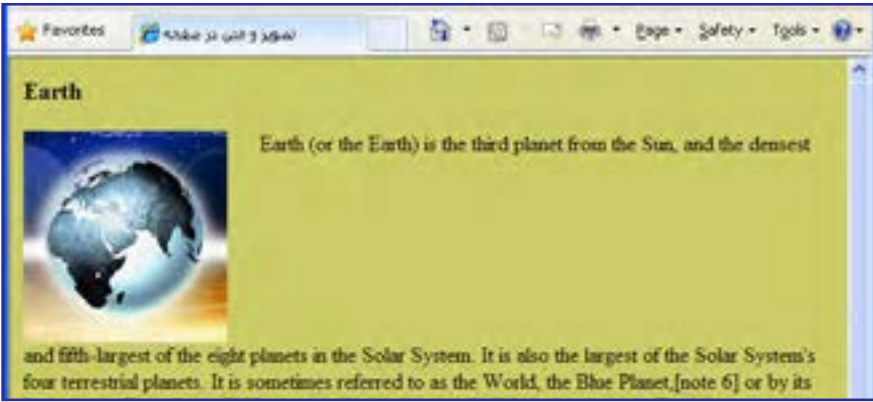 Favorites تصویر و متن در صفحه Page Safety Tools
Earth
Earth (or the Earth) is the third planet from the Sun, and the densest
and fifth-largest of the eight planets in the Solar System. It is also the largest of the Solar System's
four terrestrial planets. It is sometimes referred to as the World, the Blue Planet,[note 6] or by its